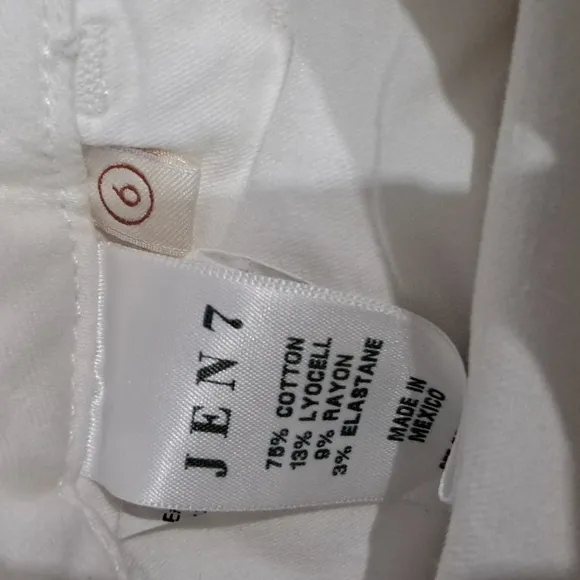 6
JEN7
75% COTTON
13% LYOCELL
9% RAYON
3% ELASTANE
MADE IN
MEXICO